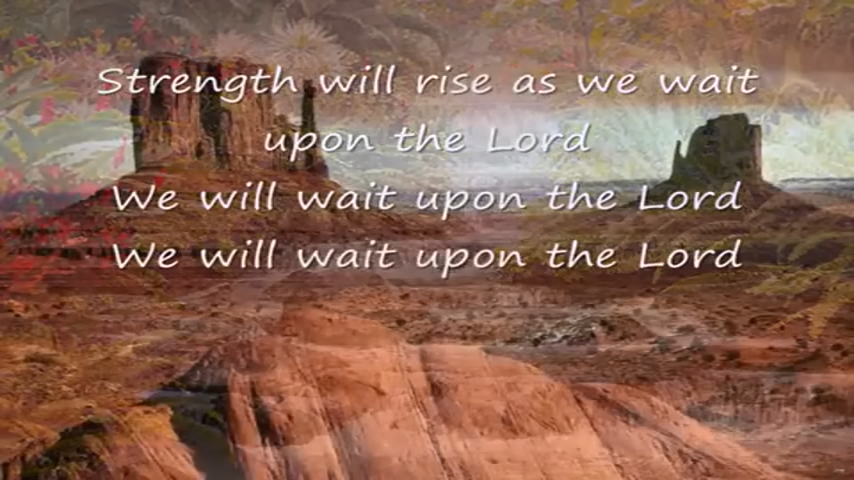 Strength will rise as we wait
upon the Lord
We will wait upon the Lord
We will wait upon the Lord